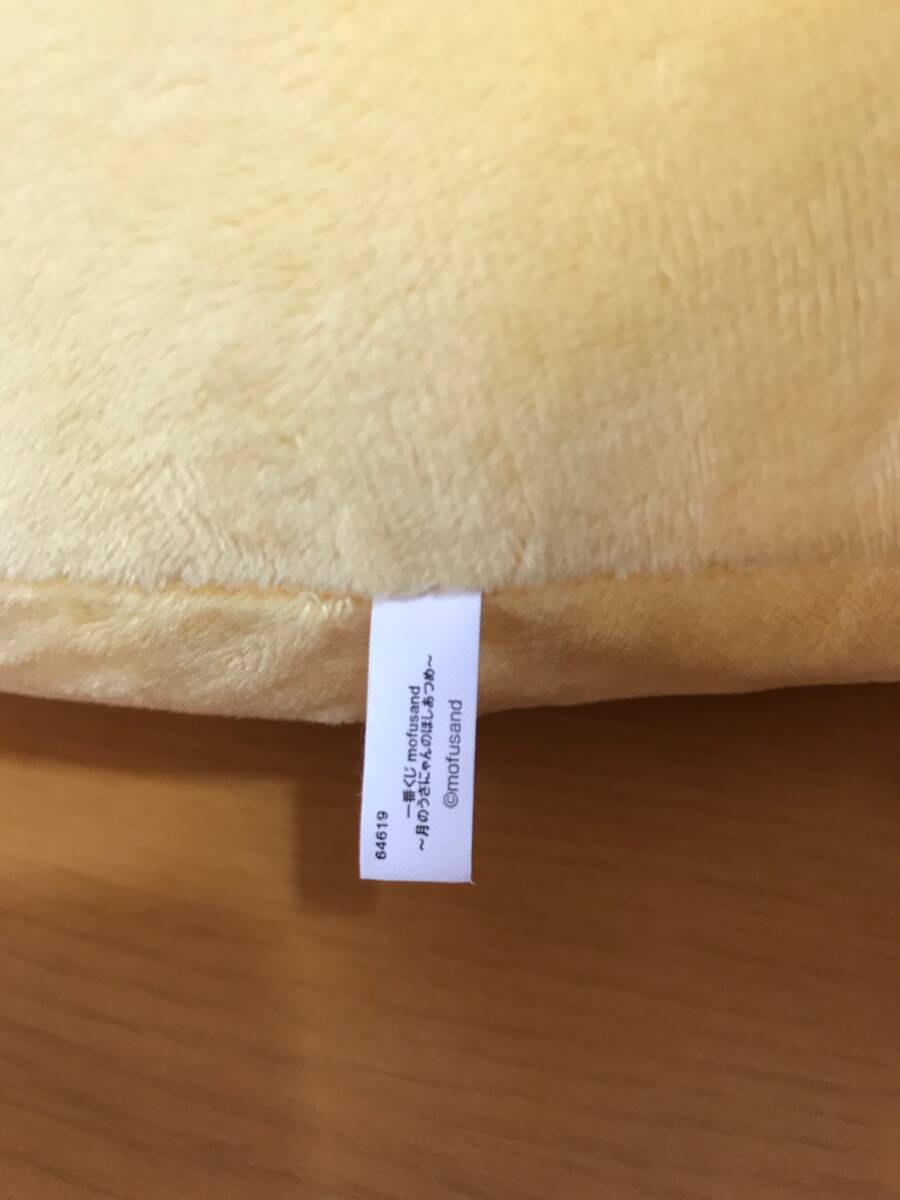 64619
一番くじ mofusand
～月のうさにゃんのほしあつめ～
©mofusand